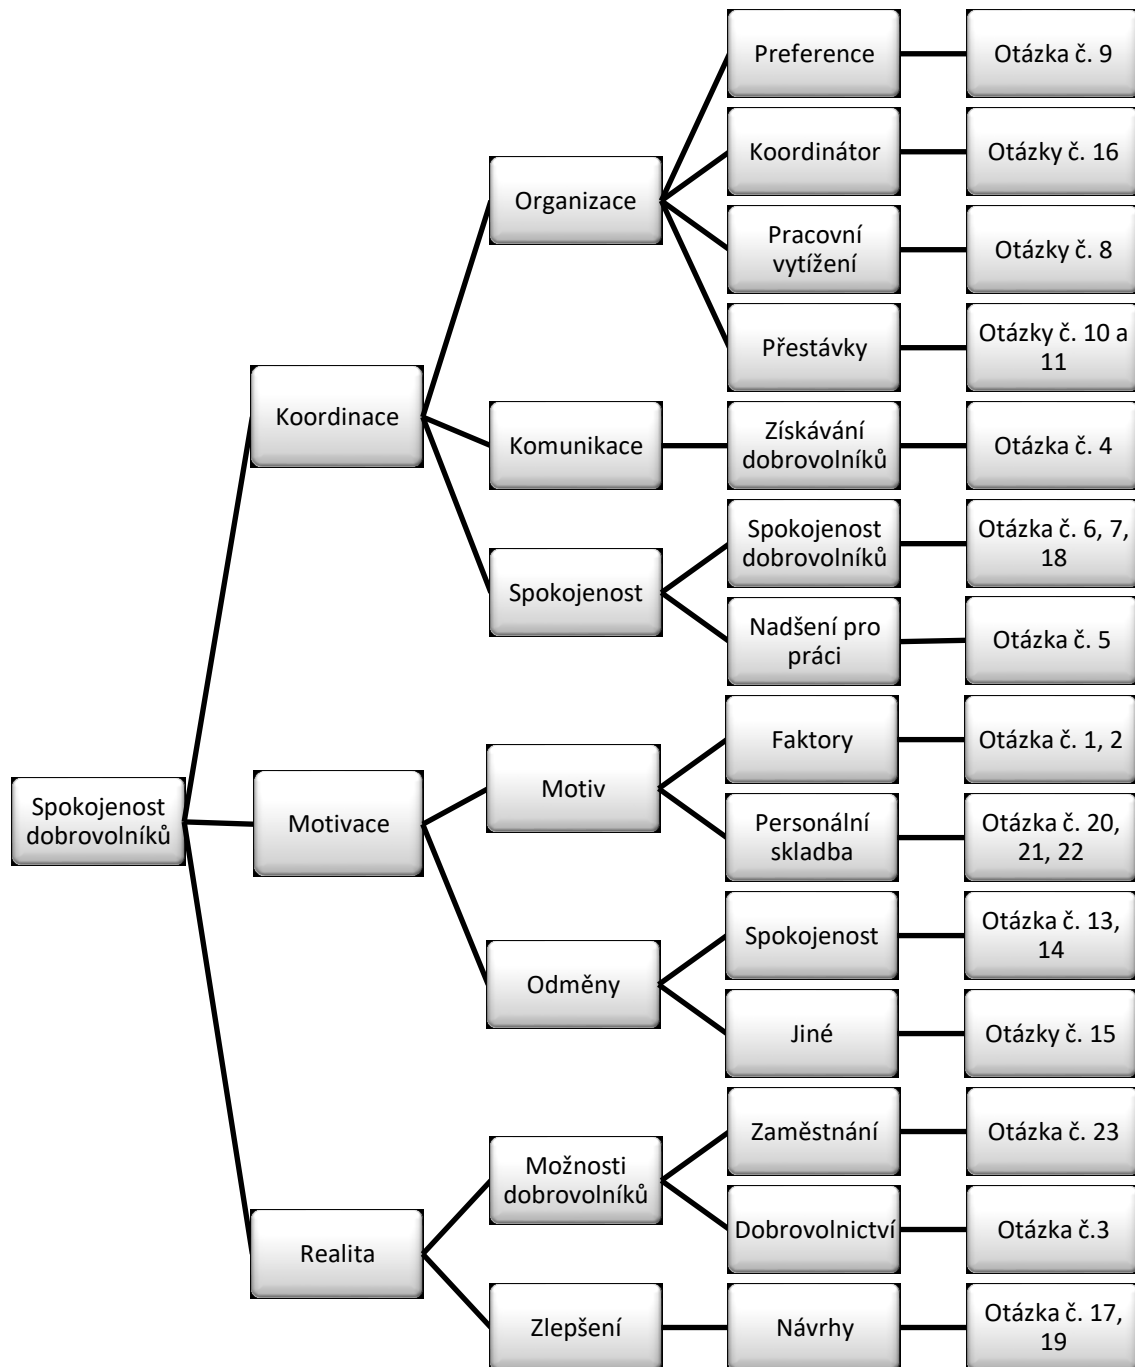 Preference
Otázka č. 9
Koordinátor
Otázky č. 16
Organizace
Pracovní
vytížení
Otázky č. 8
Přestávky
Otázky č. 10 a
11
Koordinace
Komunikace
Získávání
dobrovolníků
Otázka č. 4
Spokojenost
dobrovolníků
Otázka č. 6, 7,
18
Spokojenost
Nadšení pro
práci
Otázka č. 5
Faktory
Otázka č. 1, 2
Motiv
Spokojenost
dobrovolníků
Motivace
Personální
skladba
Otázka č. 20,
21, 22
Spokojenost
Otázka č. 13,
14
Odměny
Jiné
Otázky č. 15
Zaměstnání
Otázka č. 23
Možnosti
dobrovolníků
Dobrovolnictví
Otázka č.3
Realita
Zlepšení
Návrhy
Otázka č. 17,
19